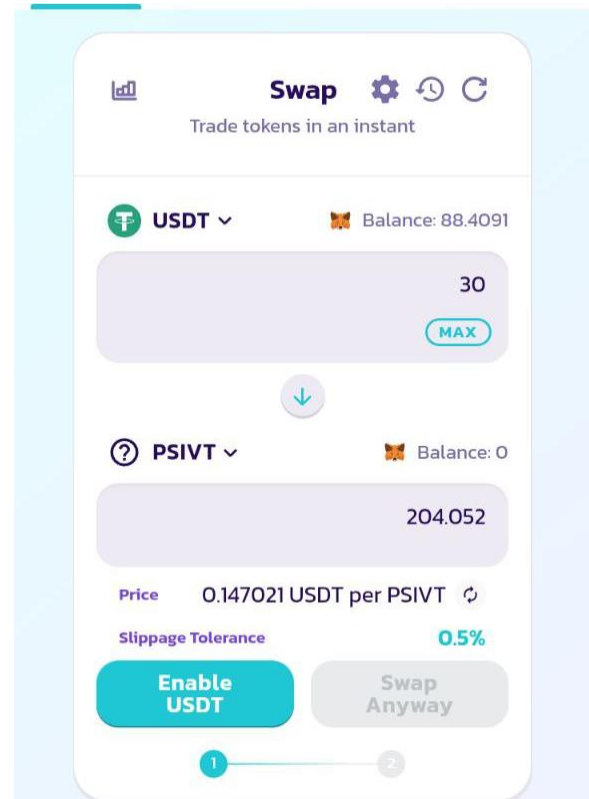 Swap
Trade tokens in an instant
USDT Balance: 88.4091
30
MAX
PSIVT Balance: 0
204.052
Price 0.147021 USDT per PSIVT
Slippage Tolerance 0.5%
Enable
USDT
Swap
Anyway
1 2